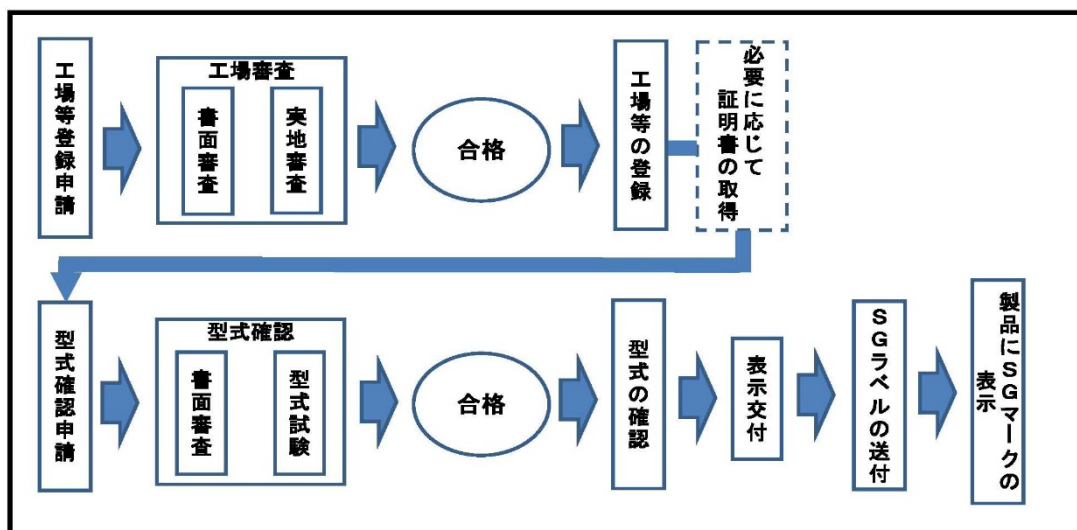 工場等登録申請
工場審査
書面審査
実地審査
合格
工場等の登録
必要に応じて
証明書の取得
型式確認申請
型式確認
書面審査
型式試験
合格
型式の確認
表示交付
SGラベルの送付
製品にSGマークの
表示